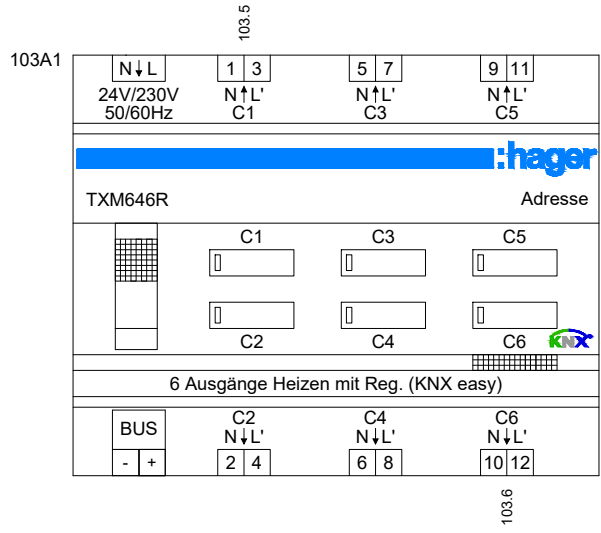 103.5
103A1
N↓L 1 3 5 7 9 11
24V/230V N↑L' N↑L' N↑L'
50/60Hz C1 C3 C5
:hager
TXM646R Adresse
C1 C3 C5
C2 C4 C6 KNX
6 Ausgänge Heizen mit Reg. (KNX easy)
BUS C2 C4 C6
N↓L' N↓L' N↓L'
- + 2 4 6 8 10 12
103.6